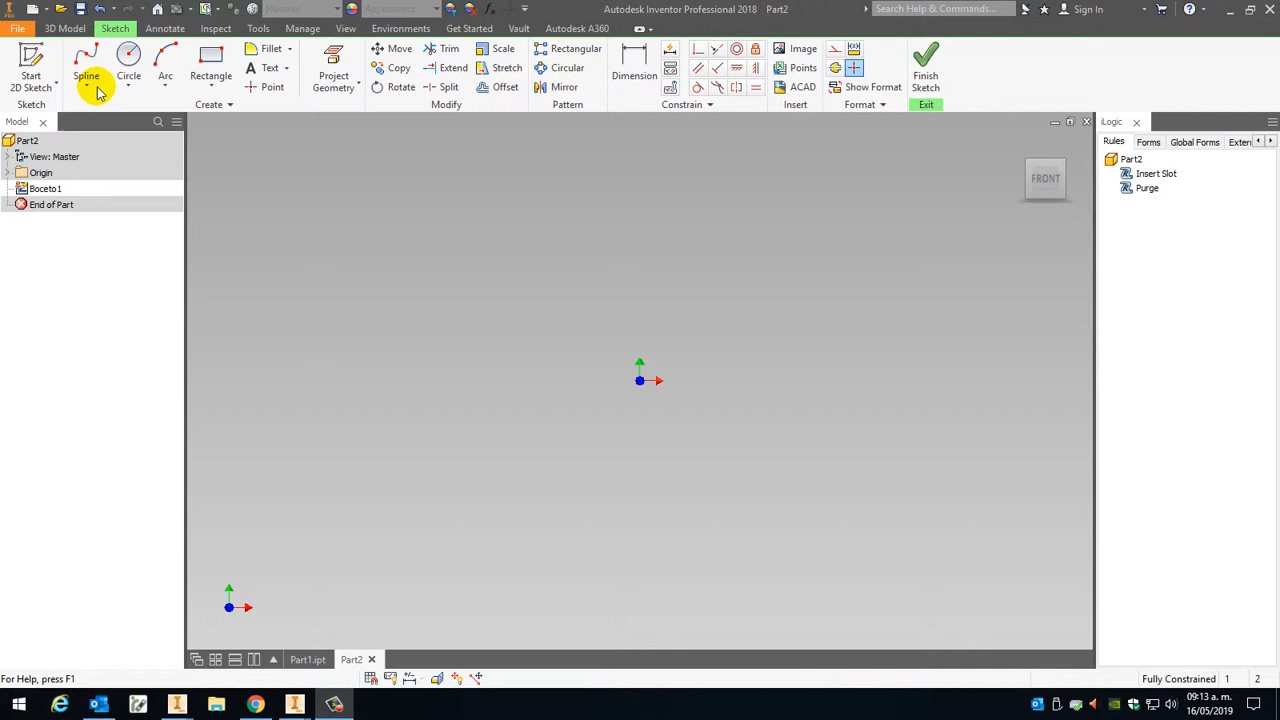 Material
Appearance
Autodesk Inventor Professional 2018 Part2
Search Help & Commands...
Sign In
PRO
File
3D Model
Sketch
Annotate
Inspect
Tools
Manage
View
Environments
Get Started
Vault
Autodesk A360
Start
2D Sketch
Spline
Circle
Arc
Rectangle
Fillet
Text
Point
Project
Geometry
Move
Copy
Rotate
Trim
Extend
Split
Scale
Stretch
Offset
Rectangular
Circular
Mirror
Dimension
Image
Points
ACAD
Show Format
Finish
Sketch
Sketch
Create
Modify
Pattern
Constrain
Insert
Format
Exit
Model
Part2
View: Master
Origin
Boceto1
End of Part
FRONT
iLogic
Rules
Forms
Global Forms
Exten
Part2
Insert Slot
Purge
Part1.ipt
Part2
For Help, press F1
Fully Constrained
1
2
09:13 a. m.
16/05/2019